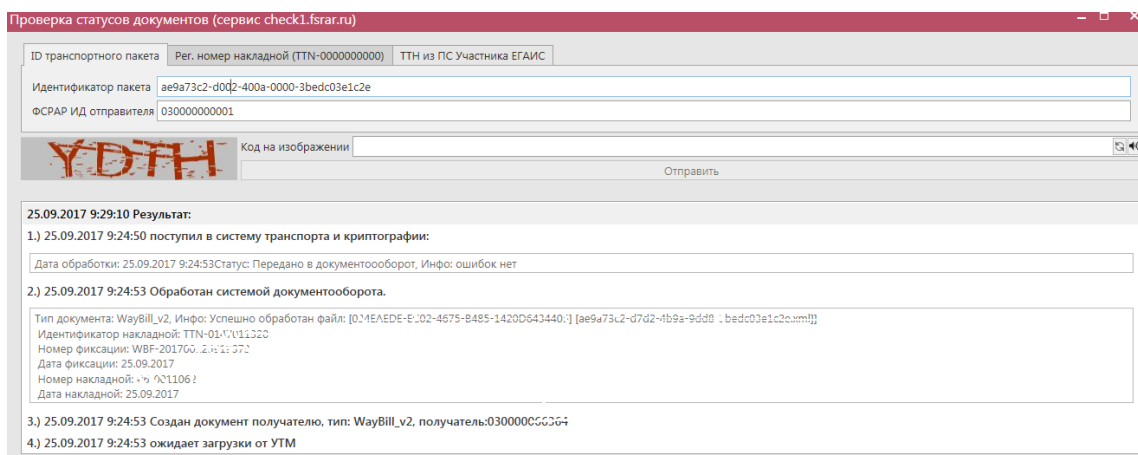 Проверка статусов документов (сервис check1.fsrar.ru)
ID транспортного пакета Рег. номер накладной (TTN-0000000000) ТТН из ПС Участника ЕГАИС
Идентификатор пакета ae9a73c2-d002-400a-0000-3bedc03e1c2e
ФСРАР ИД отправителя 030000000001
YDTH Код на изображении
Отправить
25.09.2017 9:29:10 Результат:
1.) 25.09.2017 9:24:50 поступил в систему транспорта и криптографии:
Дата обработки: 25.09.2017 9:24:53Статус: Передано в документоооборот, Инфо: ошибок нет
2.) 25.09.2017 9:24:53 Обработан системой документооборота.
Тип документа: WayBill_v2, Инфо: Успешно обработан файл:
Идентификатор накладной:
Номер фиксации:
Дата фиксации: 25.09.2017
Номер накладной:
Дата накладной: 25.09.2017
3.) 25.09.2017 9:24:53 Создан документ получателю, тип: WayBill_v2, получатель:
4.) 25.09.2017 9:24:53 ожидает загрузки от УТМ